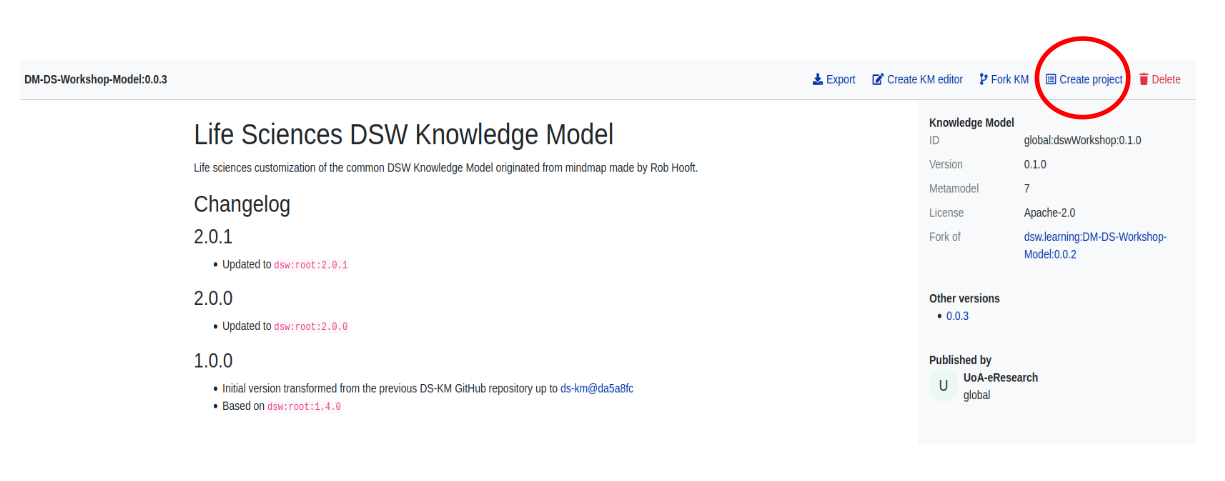 DM-DS-Workshop-Model:0.0.3
Export
Create KM editor
Fork KM
Create project
Delete
Life Sciences DSW Knowledge Model
Life sciences customization of the common DSW Knowledge Model originated from mindmap made by Rob Hooft.
Changelog
2.0.1
• Updated to dsw:root:2.0.1
2.0.0
• Updated to dsw:root:2.0.0
1.0.0
• Initial version transformed from the previous DS-KM GitHub repository up to ds-km@da5a8fc
• Based on dsw:root:1.4.0
Knowledge Model
ID global:dswWorkshop:0.1.0
Version 0.1.0
Metamodel 7
License Apache-2.0
Fork of dsw.learning:DM-DS-Workshop-
Model:0.0.2
Other versions
• 0.0.3
Published by
U
UoA-eResearch
global